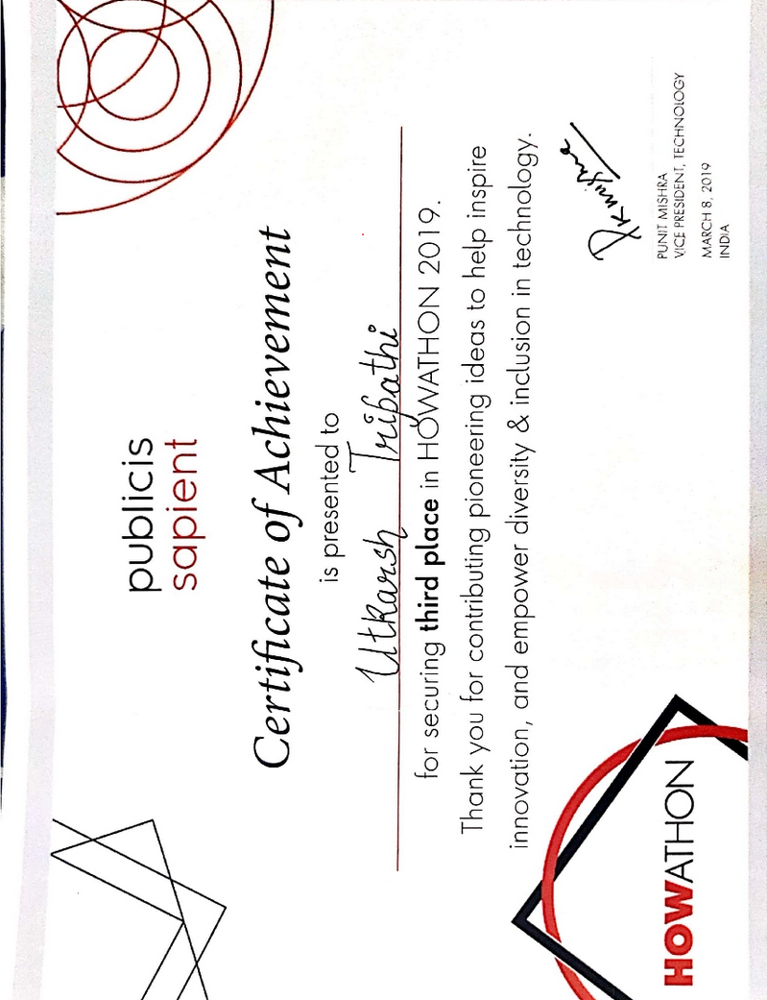 publicis
sapient
Certificate of Achievement
is presented to
Utkarsh Tripathi
for securing third place in HOWATHON 2019.
Thank you for contributing pioneering ideas to help inspire
innovation, and empower diversity & inclusion in technology.
PKMishra
PUNIT MISHRA
VICE PRESIDENT, TECHNOLOGY
MARCH 8, 2019
INDIA
HOWATHON